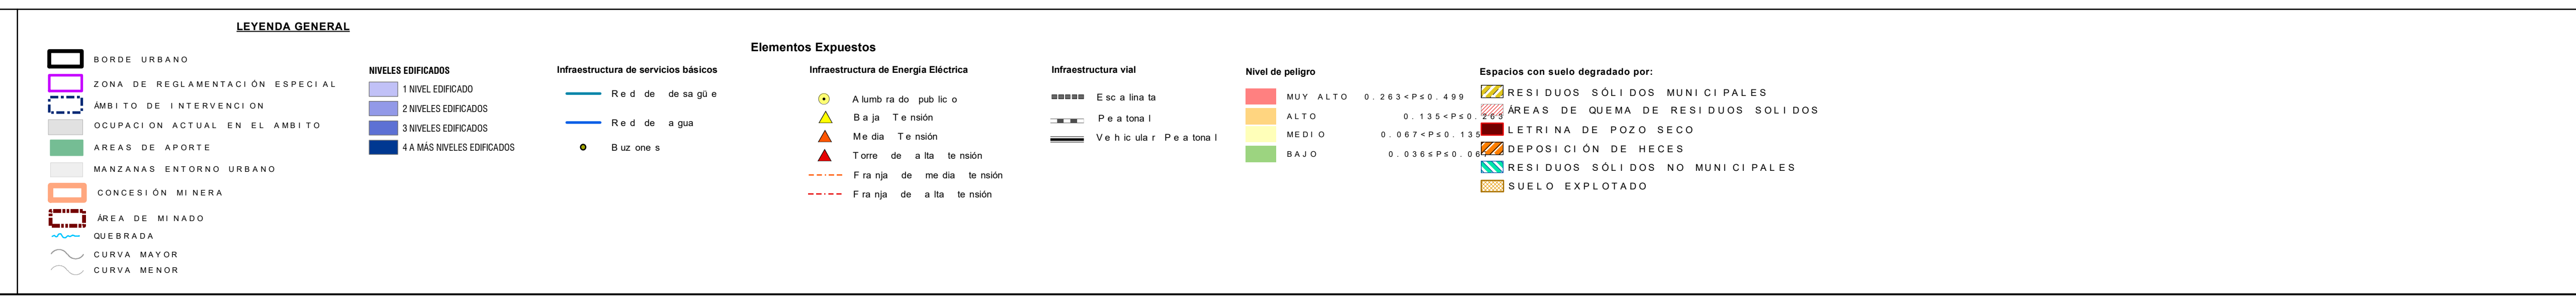 LEYENDA GENERAL
BORDE URBANO
ZONA DE REGLAMENTACIÓN ESPECIAL
ÁMBITO DE INTERVENCION
OCUPACION ACTUAL EN EL AMBITO
AREAS DE APORTE
MANZANAS ENTORNO URBANO
CONCESIÓN MINERA
ÁREA DE MINADO
QUEBRADA
CURVA MAYOR
CURVA MENOR
NIVELES EDIFICADOS
1 NIVEL EDIFICADO
2 NIVELES EDIFICADOS
3 NIVELES EDIFICADOS
4 A MÁS NIVELES EDIFICADOS
Elementos Expuestos
Infraestructura de servicios básicos
Red de desagüe
Red de agua
Buzones
Infraestructura de Energia Eléctrica
Alumbrado publico
Baja Tensión
Media Tensión
Torre de alta tensión
Franja de media tensión
Franja de alta tensión
Infraestructura vial
Escalinata
Peatonal
Vehicular Peatonal
Nivel de peligro
MUY ALTO 0.263<P≤0.499
ALTO 0.135<P≤0.263
MEDIO 0.067<P≤0.135
BAJO 0.036≤P≤0.067
Espacios con suelo degradado por:
RESIDUOS SÓLIDOS MUNICIPALES
ÁREAS DE QUEMA DE RESIDUOS SOLIDOS
LETRINA DE POZO SECO
DEPOSICIÓN DE HECES
RESIDUOS SÓLIDOS NO MUNICIPALES
SUELO EXPLOTADO